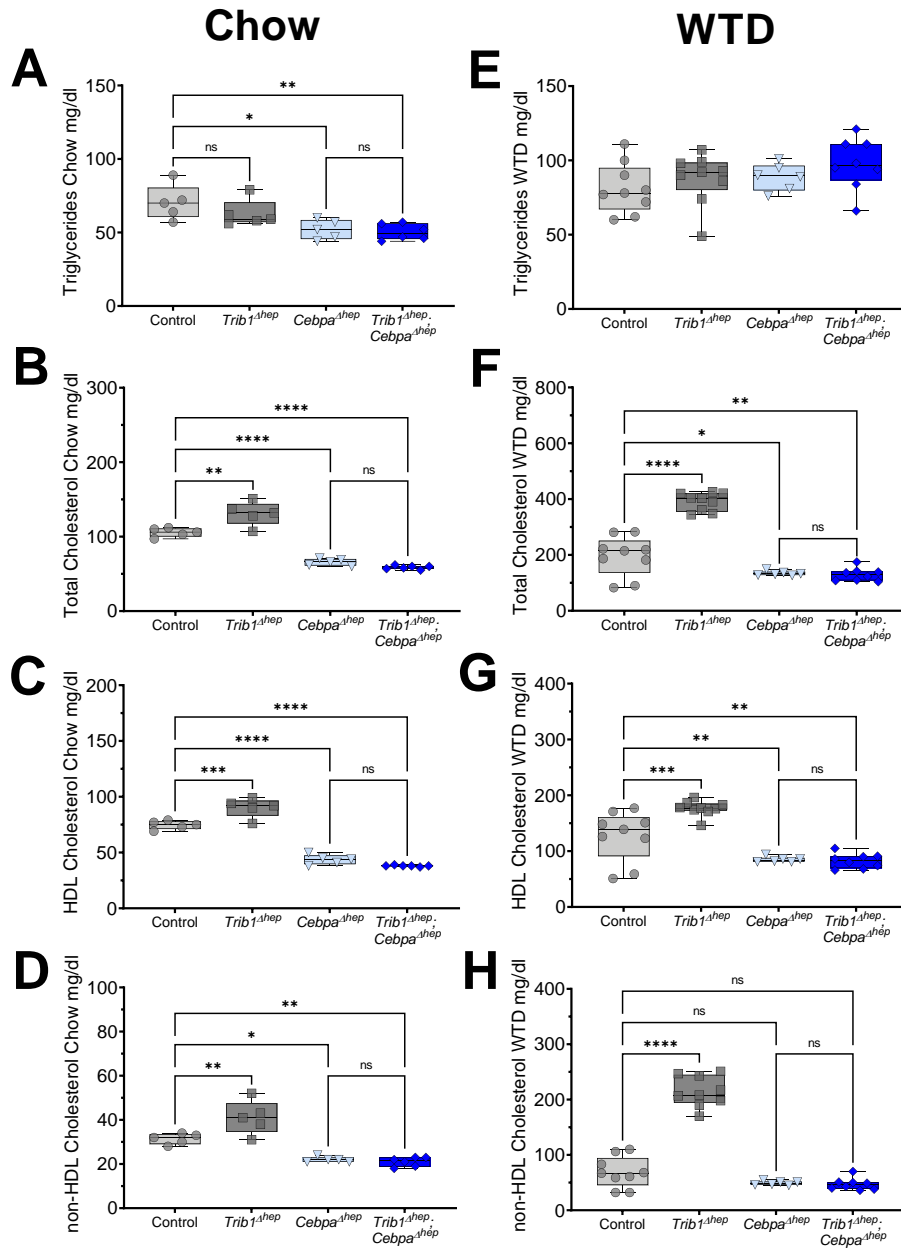 Chow
WTD
A
Triglycerides Chow mg/dl
150
100
50
0
**
*
ns
ns
Control
Trib1Δhep
CebpaΔhep
Trib1Δhep;
CebpaΔhep
E
Triglycerides WTD mg/dl
150
100
50
0
Control
Trib1Δhep
CebpaΔhep
Trib1Δhep;
CebpaΔhep
B
Total Cholesterol Chow mg/dl
300
200
100
0
****
****
**
ns
Control
Trib1Δhep
CebpaΔhep
Trib1Δhep;
CebpaΔhep
F
Total Cholesterol WTD mg/dl
800
600
400
200
0
**
*
****
ns
Control
Trib1Δhep
CebpaΔhep
Trib1Δhep;
CebpaΔhep
C
HDL Cholesterol Chow mg/dl
200
150
100
50
0
****
****
***
ns
Control
Trib1Δhep
CebpaΔhep
Trib1Δhep;
CebpaΔhep
G
HDL Cholesterol WTD mg/dl
400
300
200
100
0
**
**
***
ns
Control
Trib1Δhep
CebpaΔhep
Trib1Δhep;
CebpaΔhep
D
non-HDL Cholesterol Chow mg/dl
100
80
60
40
20
0
**
*
**
ns
Control
Trib1Δhep
CebpaΔhep
Trib1Δhep;
CebpaΔhep
H
non-HDL Cholesterol WTD mg/dl
400
300
200
100
50
0
ns
ns
****
ns
Control
Trib1Δhep
CebpaΔhep
Trib1Δhep;
CebpaΔhep